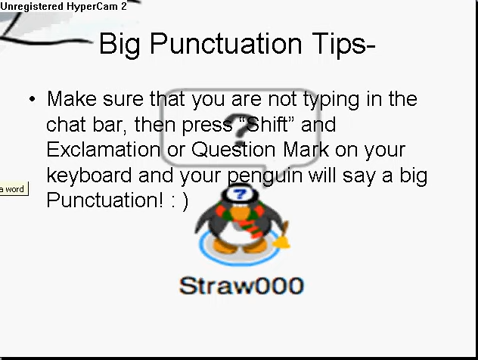 Unregistered HyperCam 2
Big Punctuation Tips-
• Make sure that you are not typing in the
chat bar, then press “Shift” and
Exclamation or Question Mark on your
keyboard and your penguin will say a big
Punctuation! : )
a word
?
?
Straw000